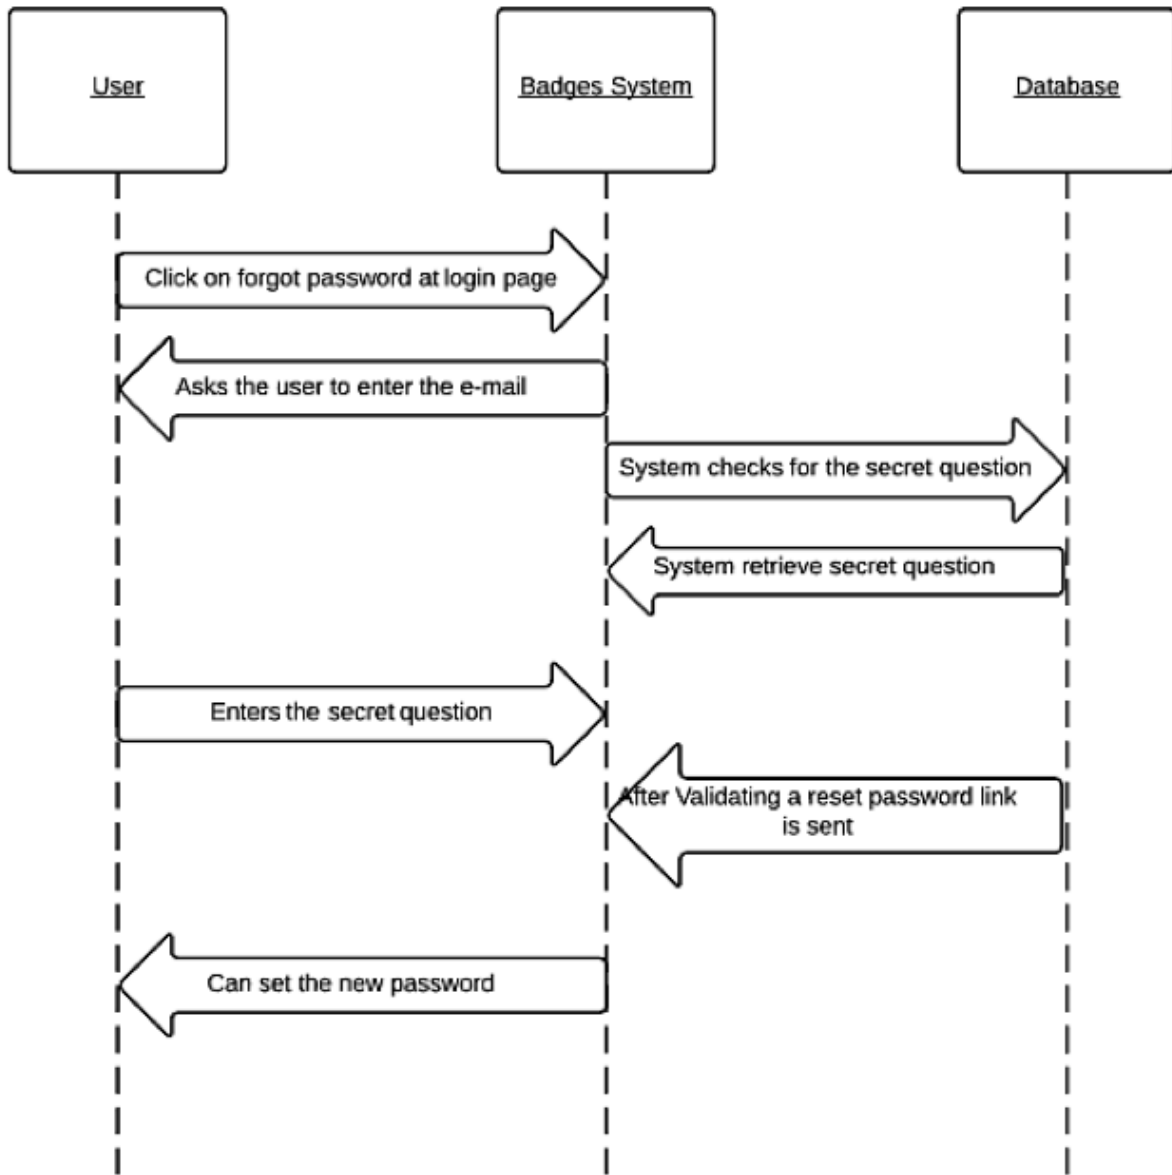 User
Badges System
Database
Click on forgot password at login page
Asks the user to enter the e-mail
System checks for the secret question
System retrieve secret question
Enters the secret question
After Validating a reset password link
is sent
Can set the new password